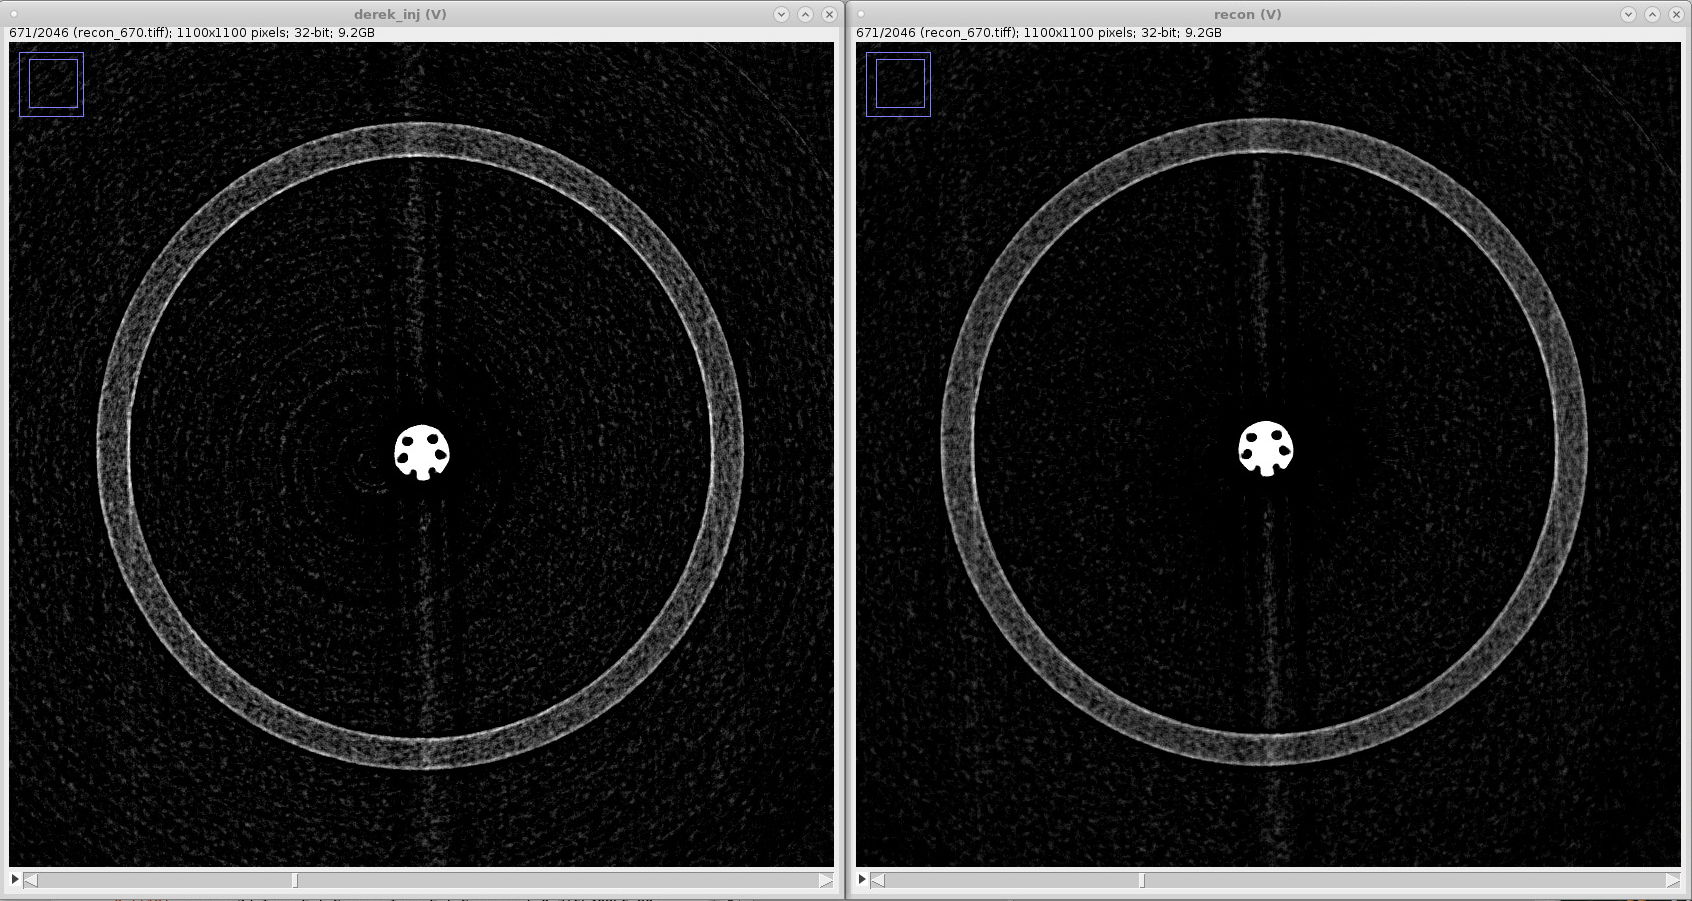 derek_inj (V)
671/2046 (recon_670.tiff); 1100x1100 pixels; 32-bit; 9.2GB
recon (V)
671/2046 (recon_670.tiff); 1100x1100 pixels; 32-bit; 9.2GB